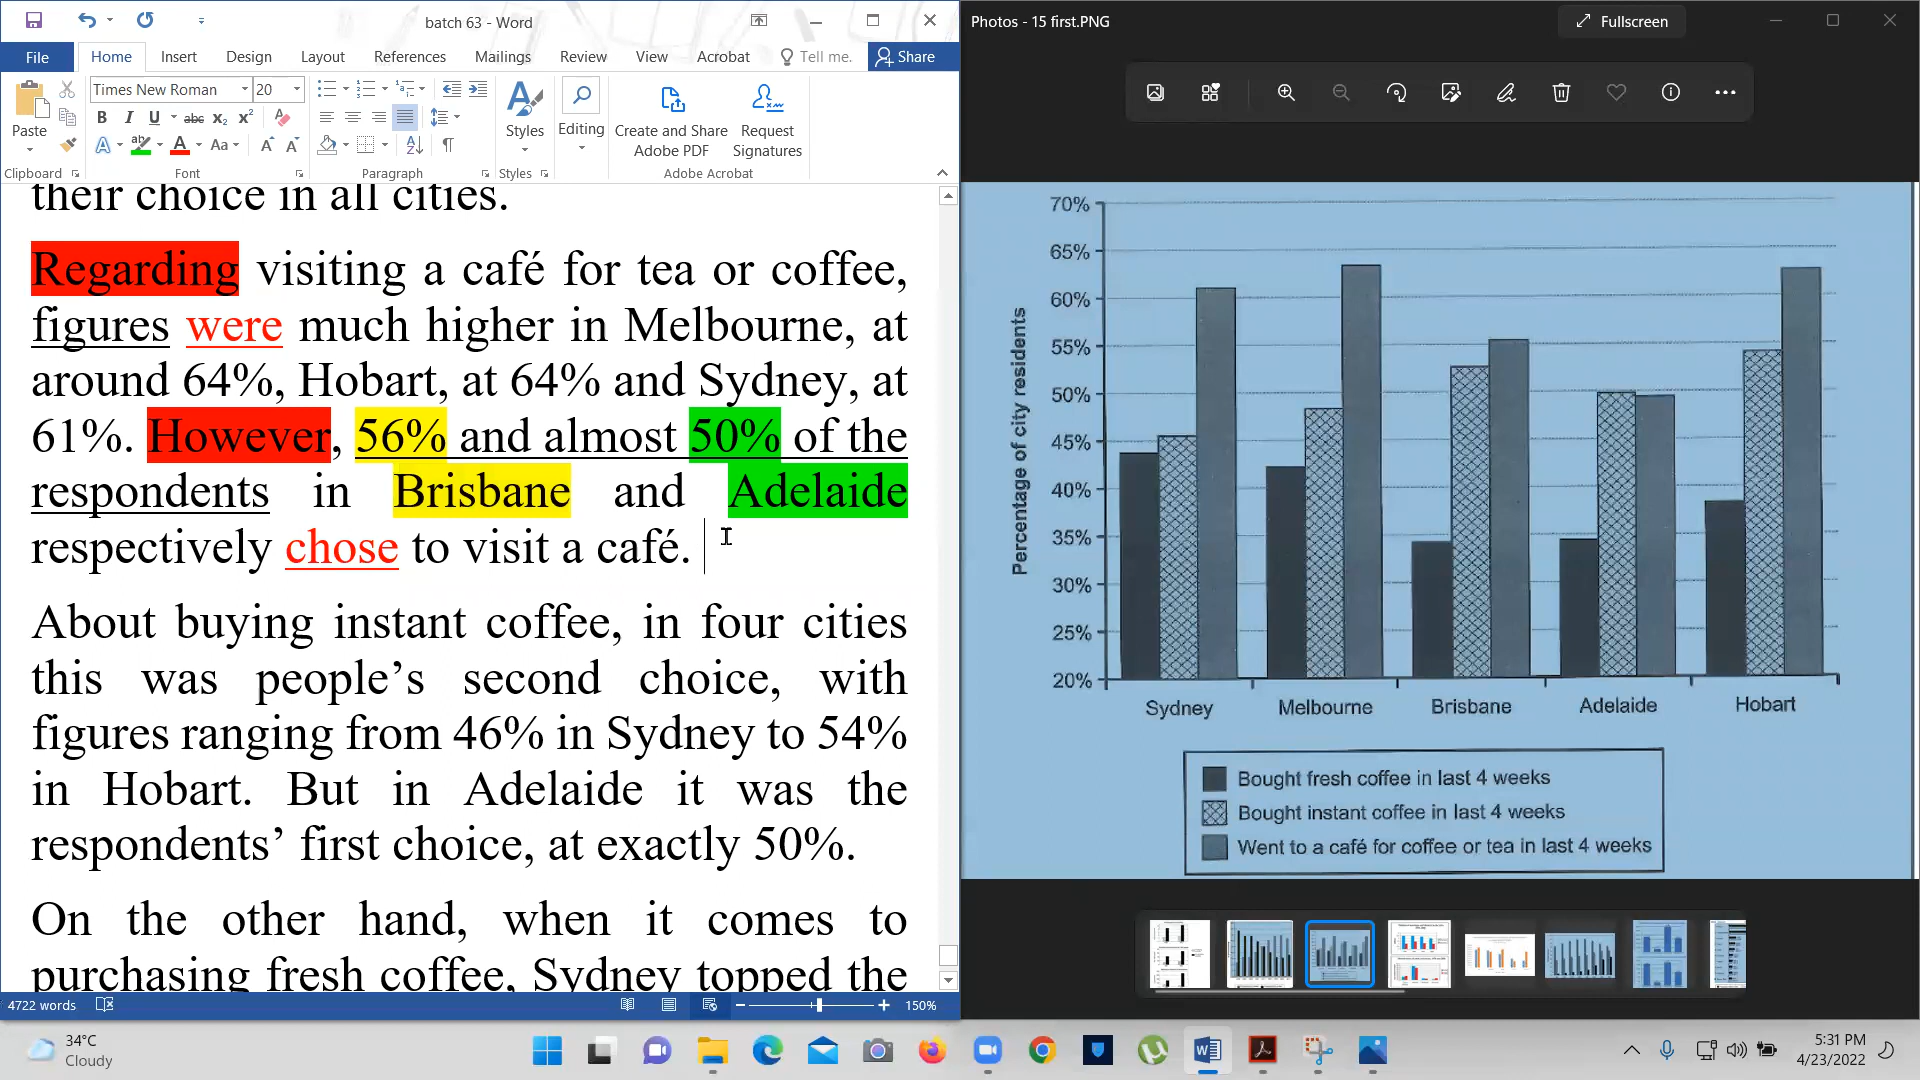 batch 63 - Word
File Home Insert Design Layout References Mailings Review View Acrobat Tell me. Share
Times New Roman 20
Paste
Styles
Editing
Create and Share Adobe PDF
Request Signatures
Clipboard Font Paragraph Styles Adobe Acrobat
their choice in all cities.
Regarding visiting a café for tea or coffee,
figures were much higher in Melbourne, at
around 64%, Hobart, at 64% and Sydney, at
61%. However, 56% and almost 50% of the
respondents in Brisbane and Adelaide
respectively chose to visit a café.
About buying instant coffee, in four cities
this was people’s second choice, with
figures ranging from 46% in Sydney to 54%
in Hobart. But in Adelaide it was the
respondents’ first choice, at exactly 50%.
On the other hand, when it comes to
purchasing fresh coffee, Sydney topped the
4722 words
150%
Photos - 15 first.PNG
Fullscreen
Percentage of city residents
70%
65%
60%
55%
50%
45%
40%
35%
30%
25%
20%
Sydney Melbourne Brisbane Adelaide Hobart
Bought fresh coffee in last 4 weeks
Bought instant coffee in last 4 weeks
Went to a café for coffee or tea in last 4 weeks
34°C
Cloudy
5:31 PM
4/23/2022